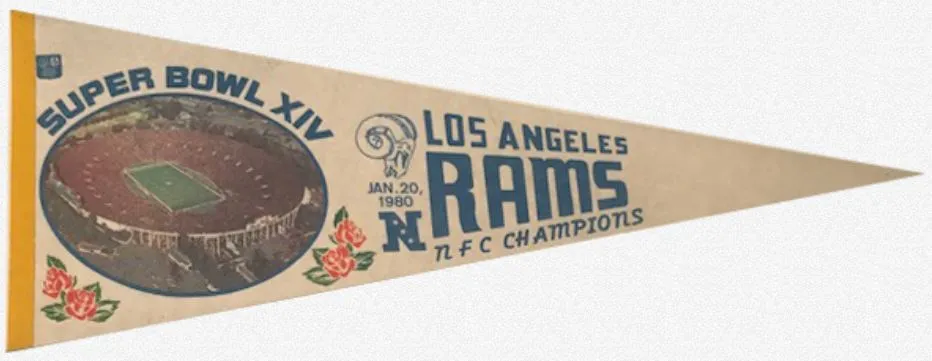 SUPER BOWL XIV
LOS ANGELES
RAMS
JAN. 20,
1980
N
NFC CHAMPIONS